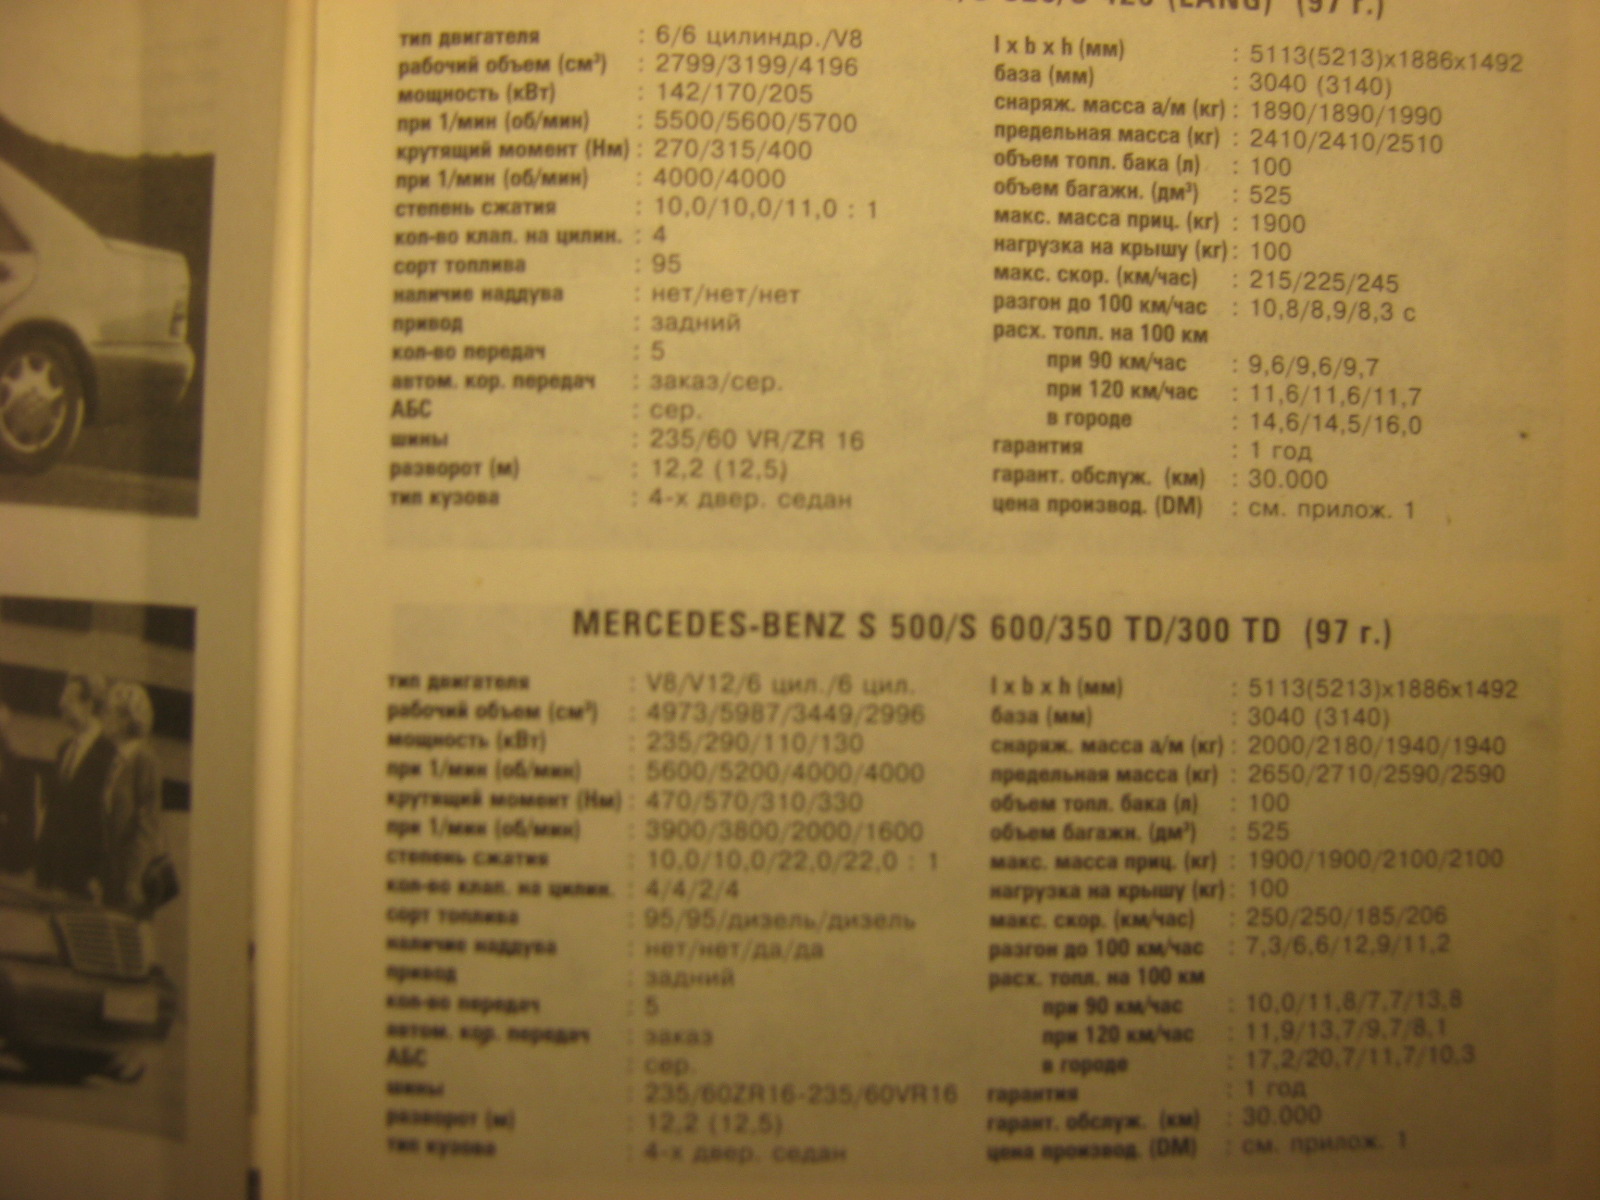 420 (LANG) (97 г.)
тип двигателя : 6/6 цилиндр./V8
рабочий объем (см³) : 2799/3199/4196
мощность (кВт) : 142/170/205
при 1/мин (об/мин) : 5500/5600/5700
крутящий момент (Нм) : 270/315/400
при 1/мин (об/мин) : 4000/4000
степень сжатия : 10,0/10,0/11,0 : 1
кол-во клап. на цилин. : 4
сорт топлива : 95
наличие наддува : нет/нет/нет
привод : задний
кол-во передач : 5
автом. кор. передач : заказ/сер.
АБС : сер.
шины : 235/60 VR/ZR 16
разворот (м) : 12,2 (12,5)
тип кузова : 4-х двер. седан
l x b x h (мм) : 5113(5213)x1886x1492
база (мм) : 3040 (3140)
снаряж. масса а/м (кг) : 1890/1890/1990
предельная масса (кг) : 2410/2410/2510
объем топл. бака (л) : 100
объем багажн. (дм³) : 525
макс. масса приц. (кг) : 1900
нагрузка на крышу (кг) : 100
макс. скор. (км/час) : 215/225/245
разгон до 100 км/час : 10,8/8,9/8,3 с
расх. топл. на 100 км
при 90 км/час : 9,6/9,6/9,7
при 120 км/час : 11,6/11,6/11,7
в городе : 14,6/14,5/16,0
гарантия : 1 год
гарант. обслуж. (км) : 30.000
цена производ. (DM) : см. прилож. 1
MERCEDES-BENZ S 500/S 600/350 TD/300 TD (97 г.)
тип двигателя : V8/V12/6 цил./6 цил.
рабочий объем (см³) : 4973/5987/3449/2996
мощность (кВт) : 235/290/110/130
при 1/мин (об/мин) : 5600/5200/4000/4000
крутящий момент (Нм) : 470/570/310/330
при 1/мин (об/мин) : 3900/3800/2000/1600
степень сжатия : 10,0/10,0/22,0/22,0 : 1
кол-во клап. на цилин. : 4/4/2/4
сорт топлива : 95/95/дизель/дизель
наличие наддува : нет/нет/да/да
привод : задний
кол-во передач : 5
автом. кор. передач : заказ
АБС : сер.
шины : 235/60ZR16-235/60VR16
разворот (м) : 12,2 (12,5)
тип кузова : 4-х двер. седан
l x b x h (мм) : 5113(5213)x1886x1492
база (мм) : 3040 (3140)
снаряж. масса а/м (кг) : 2000/2180/1940/1940
предельная масса (кг) : 2650/2710/2590/2590
объем топл. бака (л) : 100
объем багажн. (дм³) : 525
макс. масса приц. (кг) : 1900/1900/2100/2100
нагрузка на крышу (кг) : 100
макс. скор. (км/час) : 250/250/185/206
разгон до 100 км/час : 7,3/6,6/12,9/11,2
расх. топл. на 100 км
при 90 км/час : 10,0/11,8/7,7/13,8
при 120 км/час : 11,9/13,7/9,7/8,1
в городе : 17,2/20,7/11,7/10,3
гарантия : 1 год
гарант. обслуж. (км) : 30.000
цена производ. (DM) : см. прилож. 1